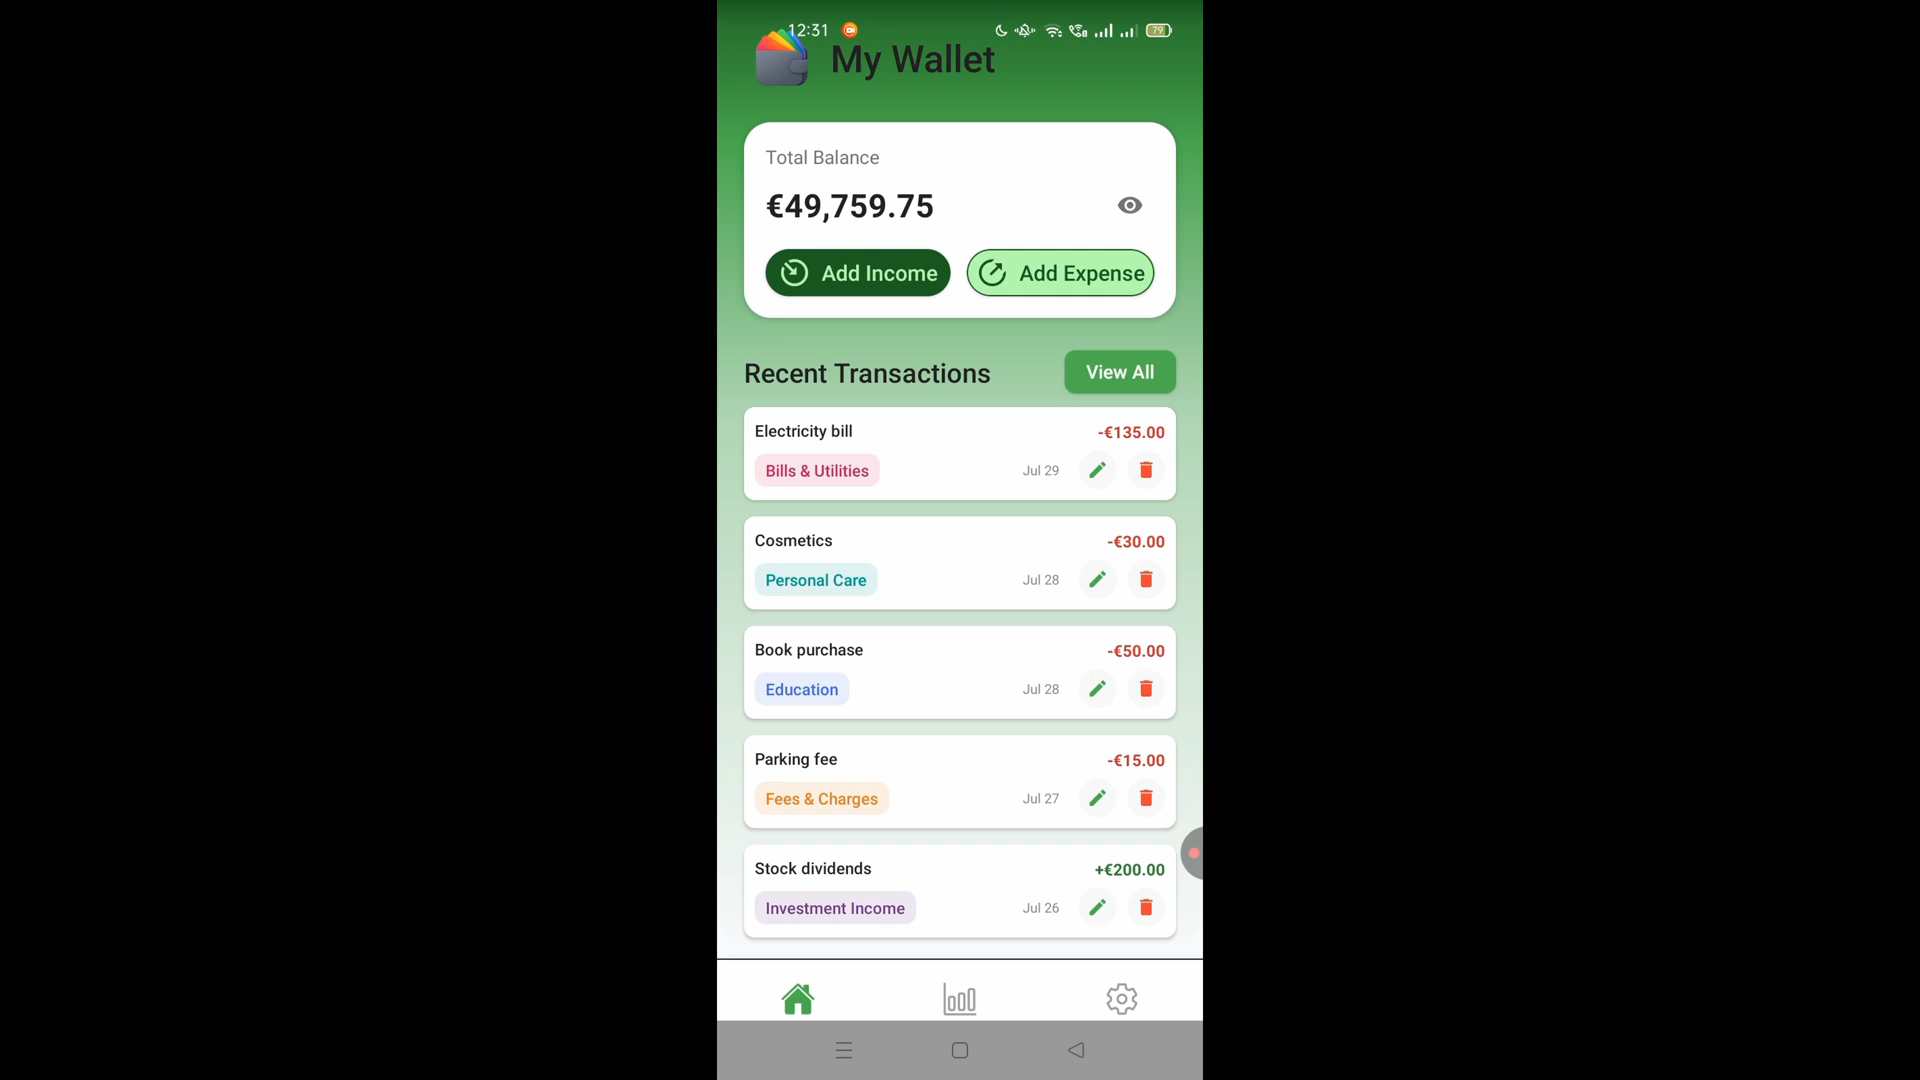 12:31
79
My Wallet
Total Balance
€49,759.75
Add Income
Add Expense
Recent Transactions
View All
Electricity bill
-€135.00
Bills & Utilities
Jul 29
Cosmetics
-€30.00
Personal Care
Jul 28
Book purchase
-€50.00
Education
Jul 28
Parking fee
-€15.00
Fees & Charges
Jul 27
Stock dividends
+€200.00
Investment Income
Jul 26